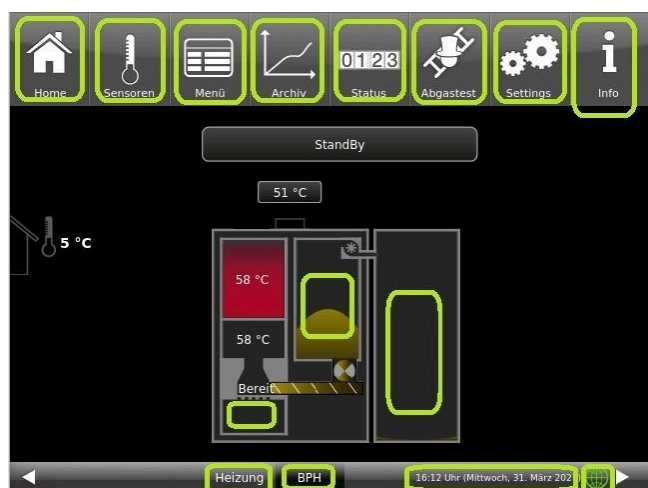 0123
Home Sensoren Menü Archiv Status Abgastest Settings Info
StandBy
51 °C
5 °C
58 °C
58 °C
Bereit
Heizung BPH 16:12 Uhr (Mittwoch, 31. März 202